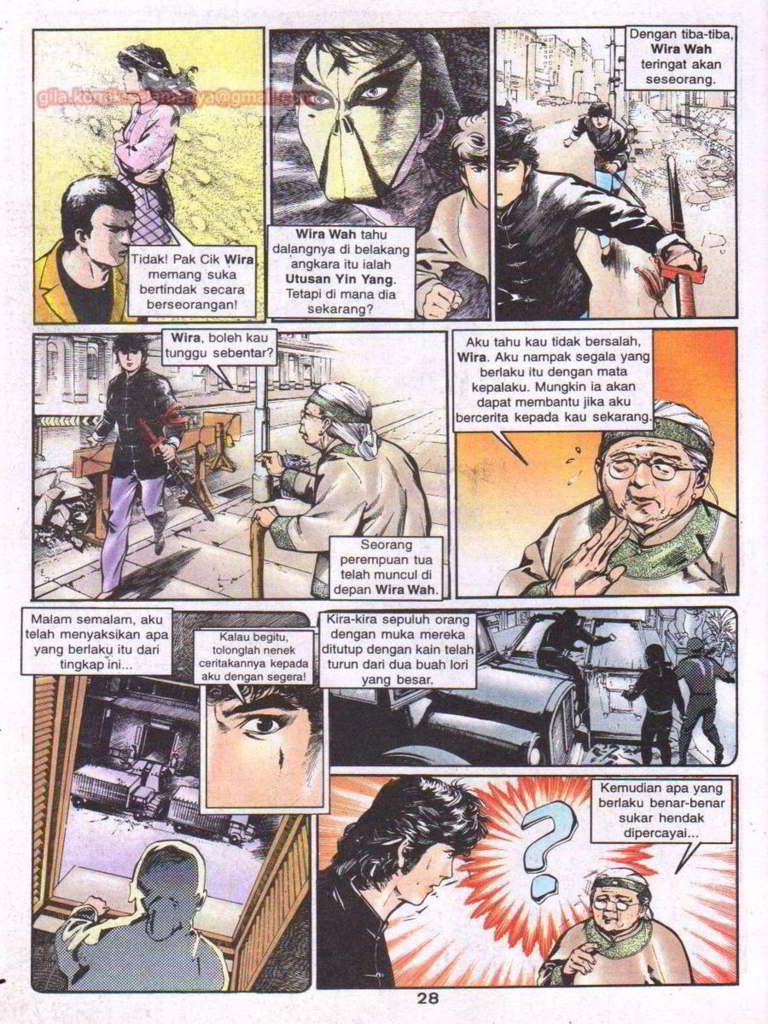 Tidak! Pak Cik Wira
memang suka
bertindak secara
berseorangan!
Wira Wah tahu
dalangnya di belakang
angkara itu ialah
Utusan Yin Yang.
Tetapi di mana dia
sekarang?
Dengan tiba-tiba,
Wira Wah
teringat akan
seseorang.
Wira, boleh kau
tunggu sebentar?
Seorang
perempuan tua
telah muncul di
depan Wira Wah.
Aku tahu kau tidak bersalah,
Wira. Aku nampak segala yang
berlaku itu dengan mata
kepalaku. Mungkin ia akan
dapat membantu jika aku
bercerita kepada kau sekarang.
Malam semalam, aku
telah menyaksikan apa
yang berlaku itu dari
tingkap ini...
Kalau begitu,
tolonglah nenek
ceritakannya kepada
aku dengan segera!
Kira-kira sepuluh orang
dengan muka mereka
ditutup dengan kain telah
turun dari dua buah lori
yang besar.
Kemudian apa yang
berlaku benar-benar
sukar hendak
dipercayai...
?
28